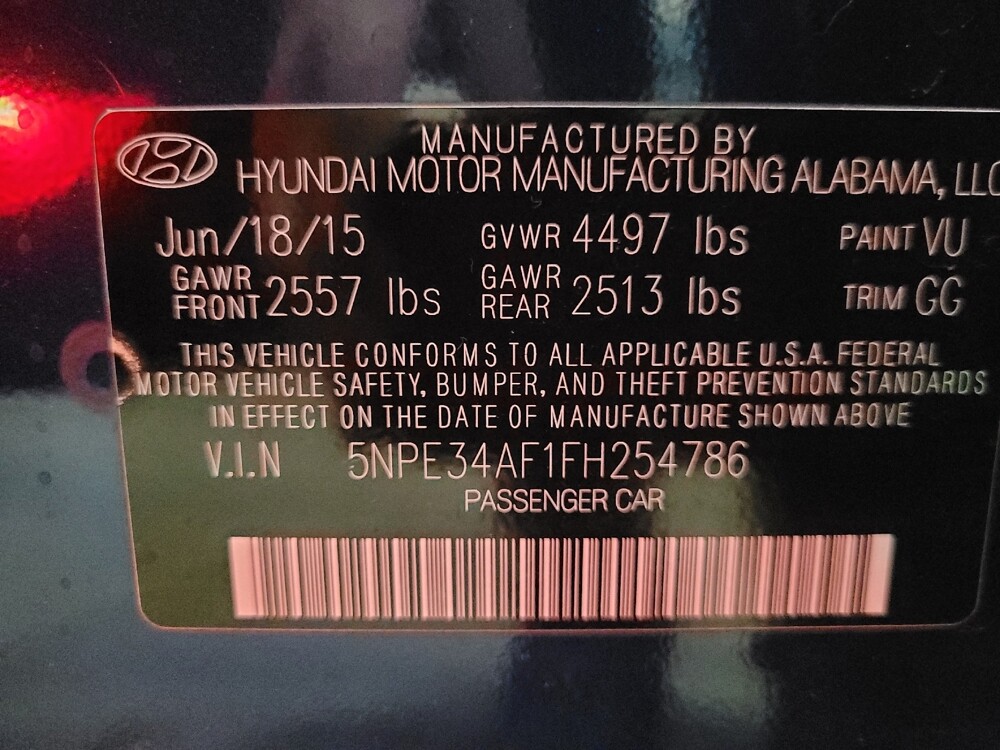 MANUFACTURED BY
HYUNDAI MOTOR MANUFACTURING ALABAMA, LLC
Jun/18/15 GVWR 4497 lbs PAINT VU
GAWR FRONT 2557 lbs GAWR REAR 2513 lbs TRIM GG
THIS VEHICLE CONFORMS TO ALL APPLICABLE U.S.A. FEDERAL
MOTOR VEHICLE SAFETY, BUMPER, AND THEFT PREVENTION STANDARDS
IN EFFECT ON THE DATE OF MANUFACTURE SHOWN ABOVE
V.I.N 5NPE34AF1FH254786
PASSENGER CAR